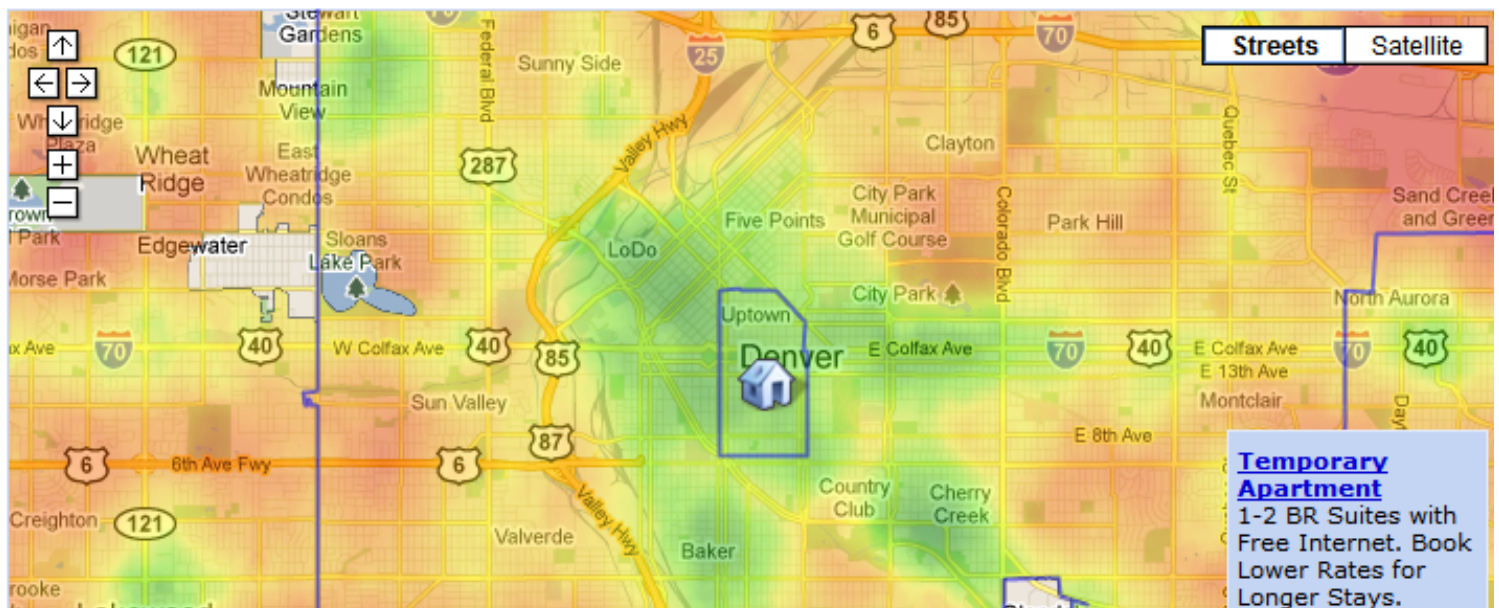 Stewart
Gardens
70
85
6
70
Streets
Satellite
121
25
Sunny Side
Federal Blvd
Mountain
View
Valley Hwy
Quebec St
Wheat
Ridge
East
Wheatridge
Condos
287
Clayton
City Park
Municipal
Golf Course
Colorado Blvd
Park Hill
Sand Creek
and Green
Five Points
LoDo
Edgewater
Sloans
Lake Park
Morse Park
City Park
North Aurora
Uptown
Denver
70
40
W Colfax Ave
40
85
E Colfax Ave
70
40
E Colfax Ave
70
40
E 13th Ave
Sun Valley
Montclair
87
E 8th Ave
6
6th Ave Fwy
6
Country
Club
Cherry
Creek
Creighton
121
Valverde
Valley Hwy
Baker
Lakewood
Temporary
Apartment
1-2 BR Suites with
Free Internet. Book
Lower Rates for
Longer Stays.